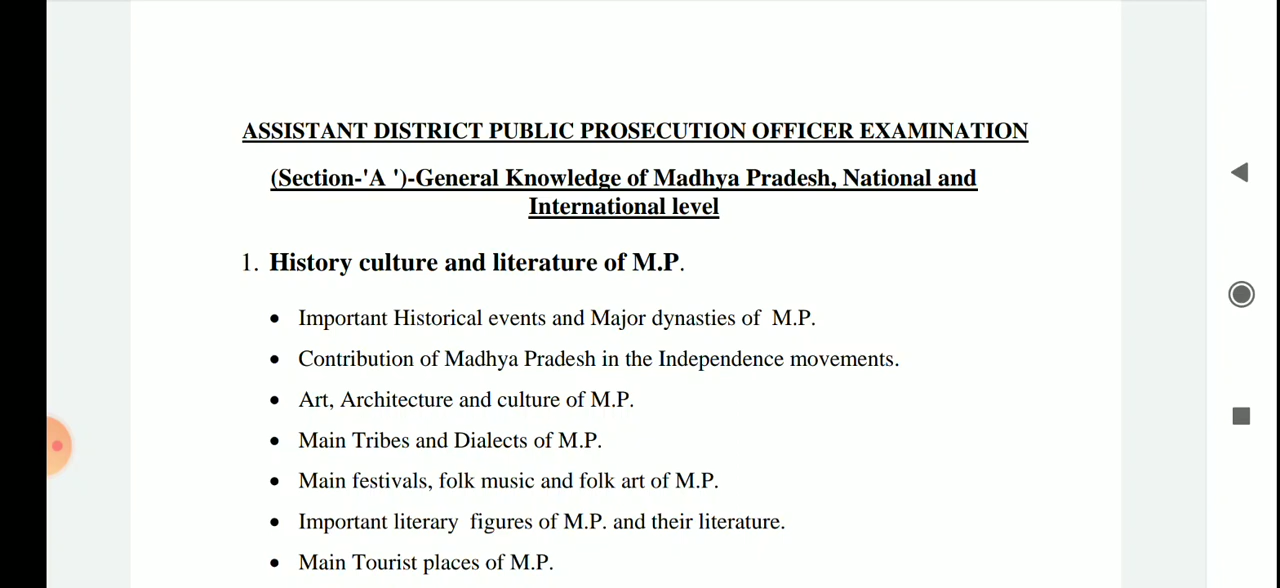 ASSISTANT DISTRICT PUBLIC PROSECUTION OFFICER EXAMINATION
(Section-'A ')-General Knowledge of Madhya Pradesh, National and
International level
1. History culture and literature of M.P.
• Important Historical events and Major dynasties of M.P.
• Contribution of Madhya Pradesh in the Independence movements.
• Art, Architecture and culture of M.P.
• Main Tribes and Dialects of M.P.
• Main festivals, folk music and folk art of M.P.
• Important literary figures of M.P. and their literature.
• Main Tourist places of M.P.